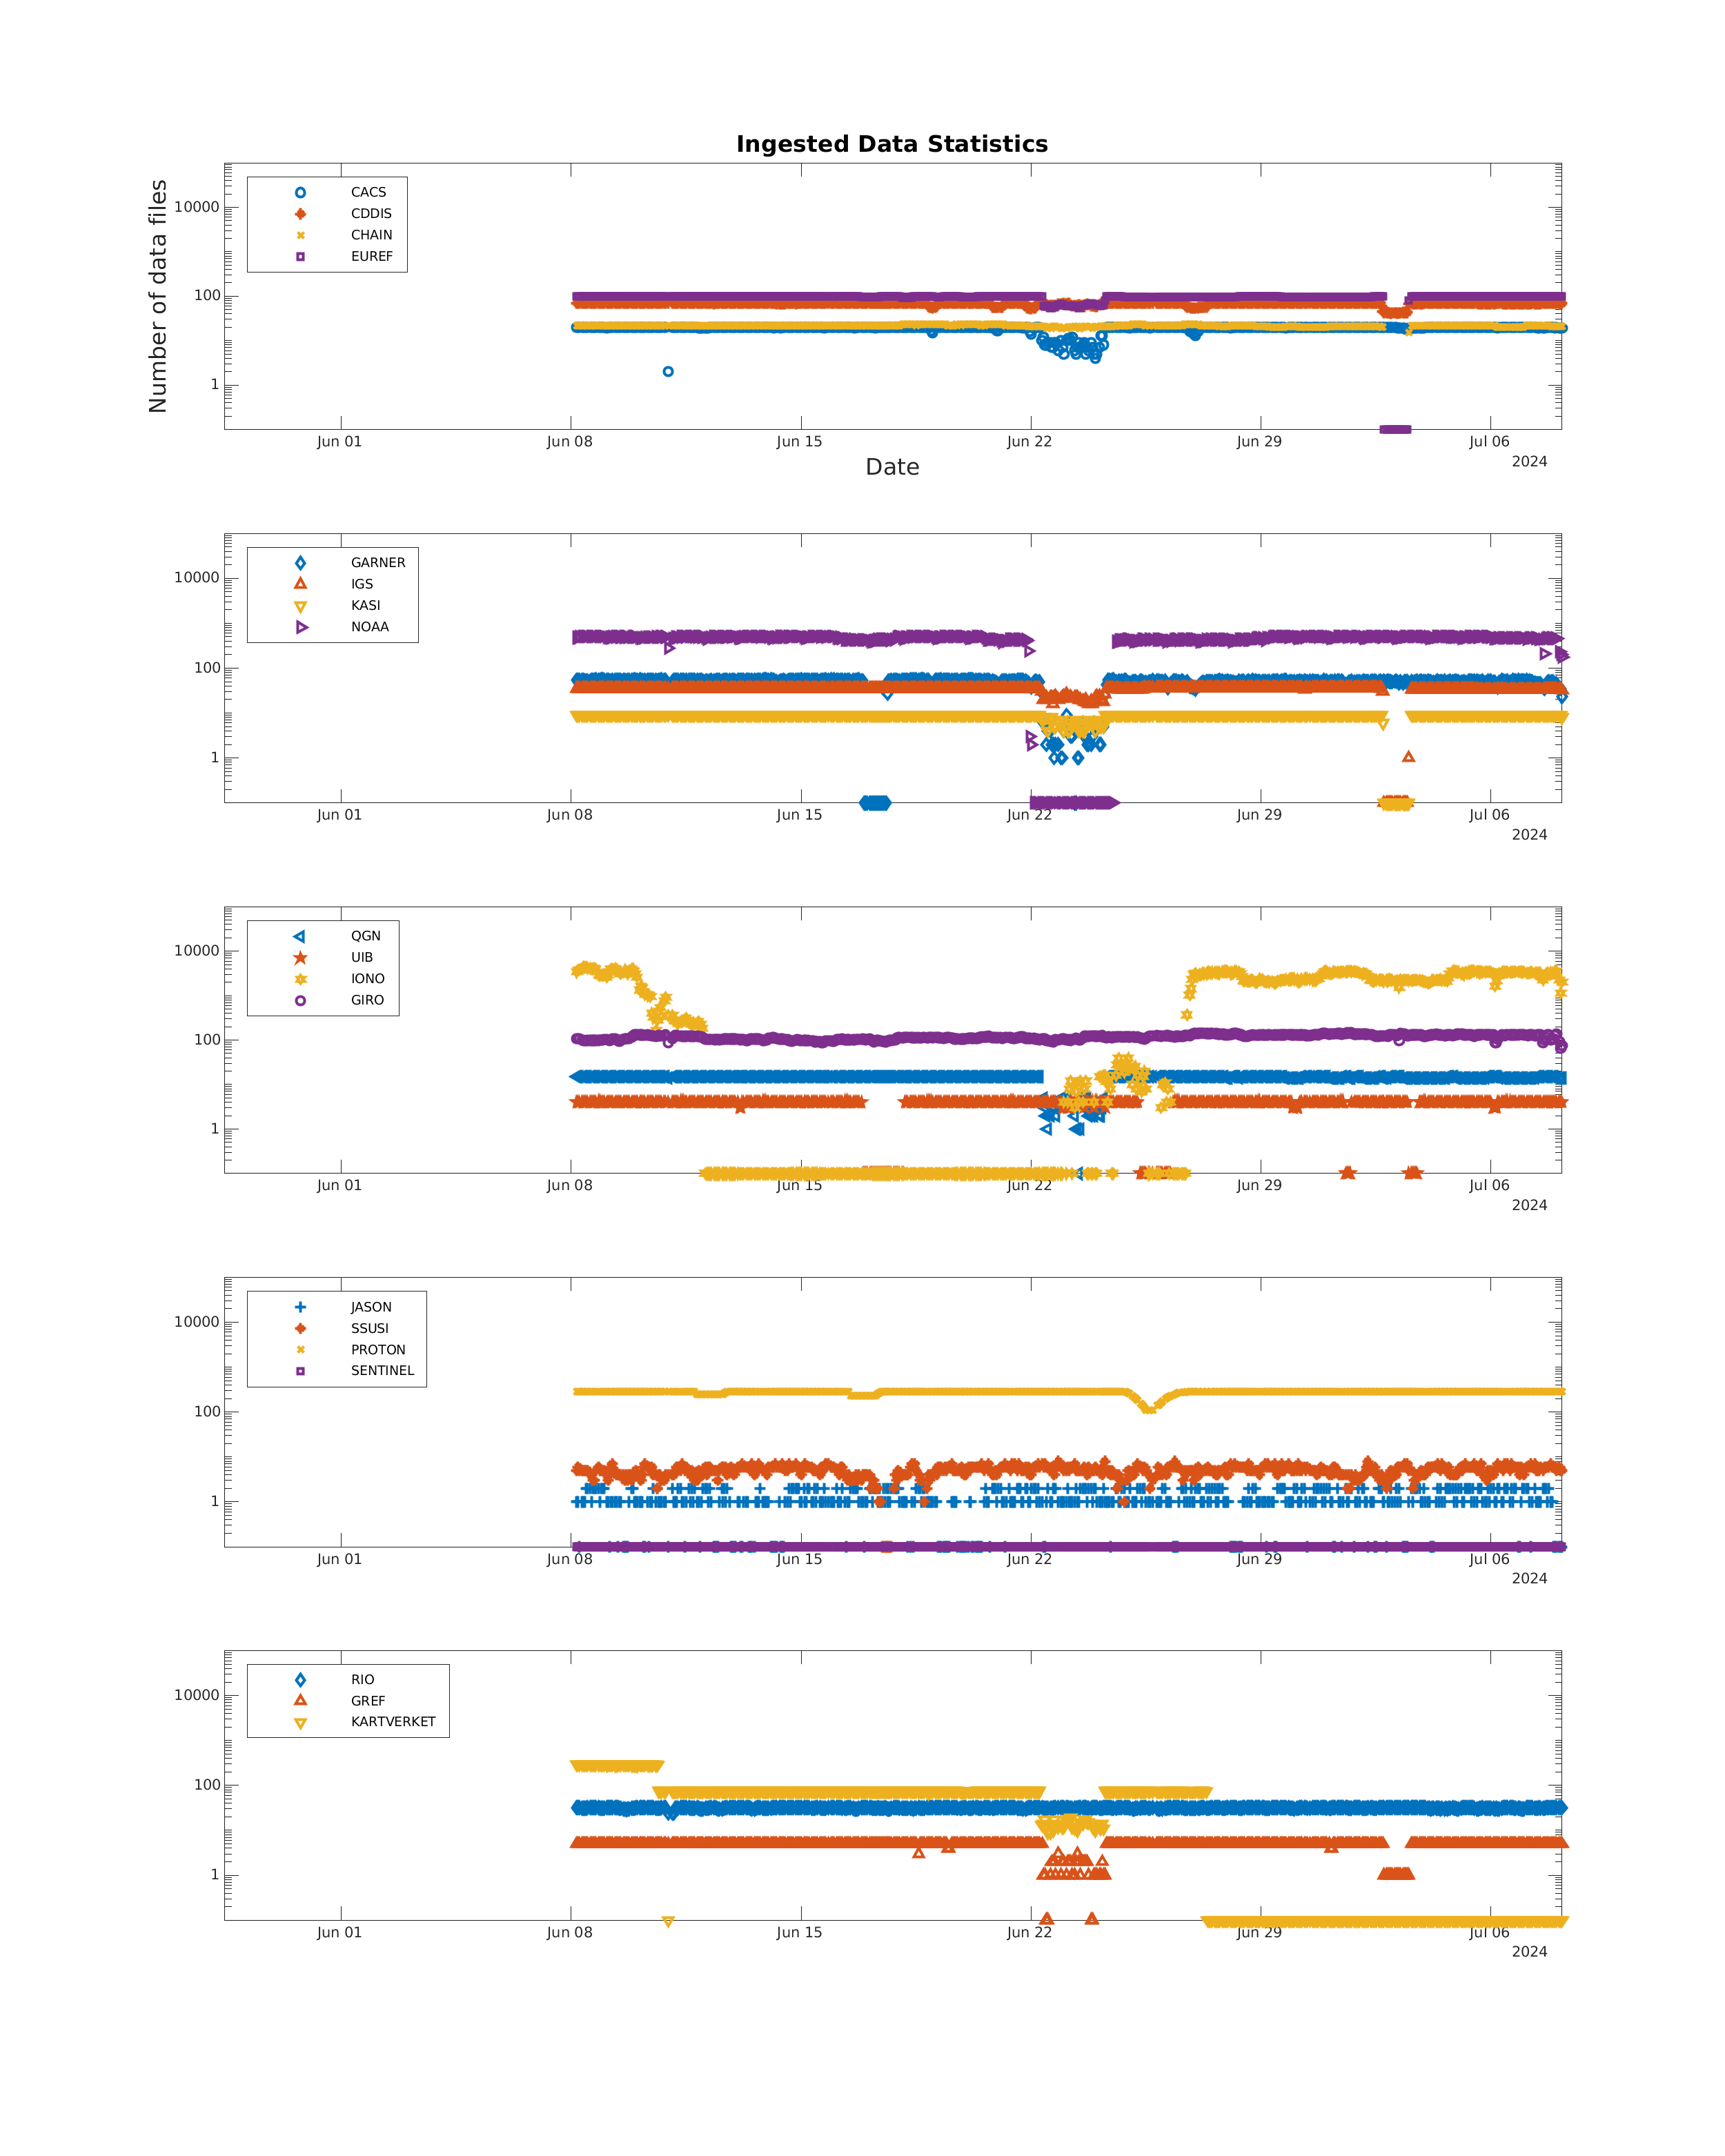 Ingested Data Statistics
Number of data files
10000
100
1
CACS
CDDIS
CHAIN
EUREF
Jun 01 Jun 08 Jun 15 Jun 22 Jun 29 Jul 06
2024
Date
10000
100
1
GARNER
IGS
KASI
NOAA
Jun 01 Jun 08 Jun 15 Jun 22 Jun 29 Jul 06
2024
10000
100
1
QGN
UIB
IONO
GIRO
Jun 01 Jun 08 Jun 15 Jun 22 Jun 29 Jul 06
2024
10000
100
1
JASON
SSUSI
PROTON
SENTINEL
Jun 01 Jun 08 Jun 15 Jun 22 Jun 29 Jul 06
2024
10000
100
1
RIO
GREF
KARTVERKET
Jun 01 Jun 08 Jun 15 Jun 22 Jun 29 Jul 06
2024